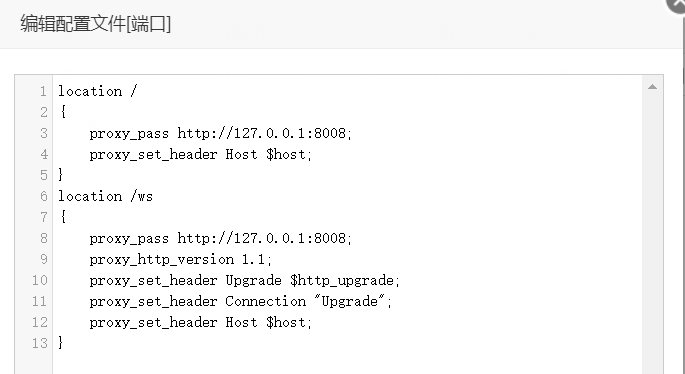 编辑配置文件[端口]
1 location /
2 {
3 proxy_pass http://127.0.0.1:8008;
4 proxy_set_header Host $host;
5 }
6 location /ws
7 {
8 proxy_pass http://127.0.0.1:8008;
9 proxy_http_version 1.1;
10 proxy_set_header Upgrade $http_upgrade;
11 proxy_set_header Connection "Upgrade";
12 proxy_set_header Host $host;
13 }